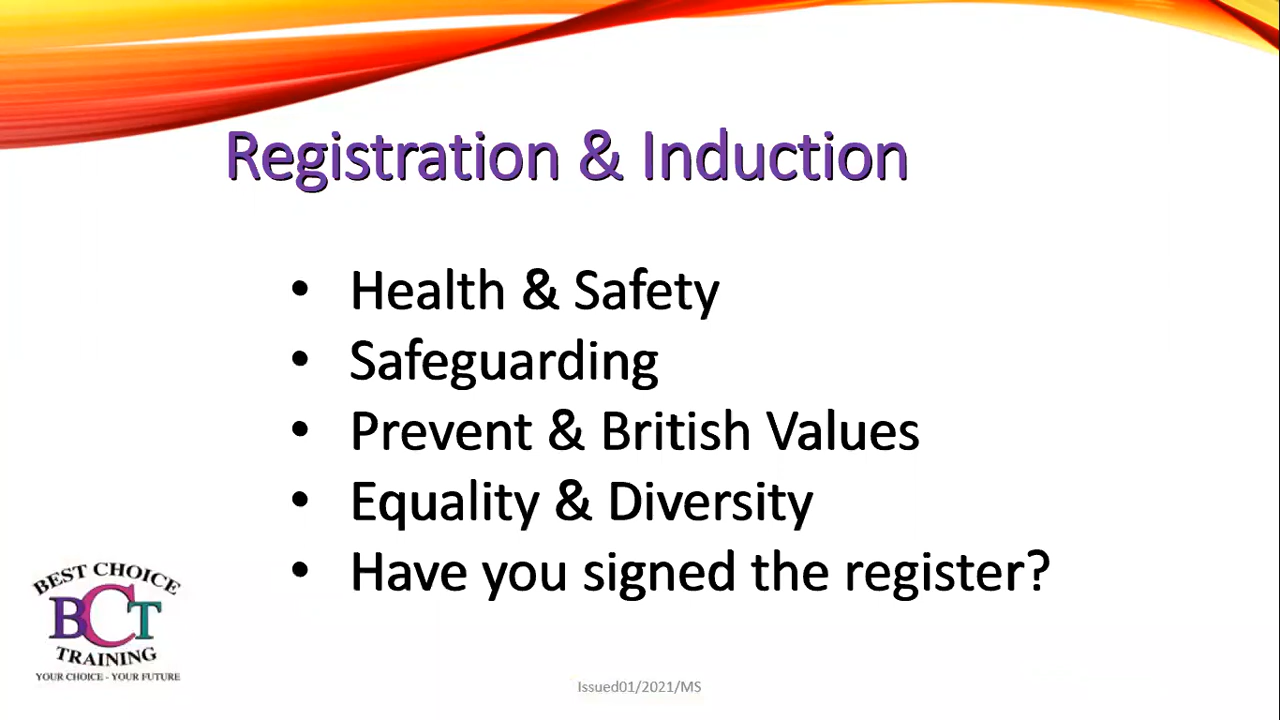 Registration & Induction
• Health & Safety
• Safeguarding
• Prevent & British Values
• Equality & Diversity
• Have you signed the register?
BEST CHOICE
BCT
TRAINING
YOUR CHOICE - YOUR FUTURE
Issued01/2021/MS